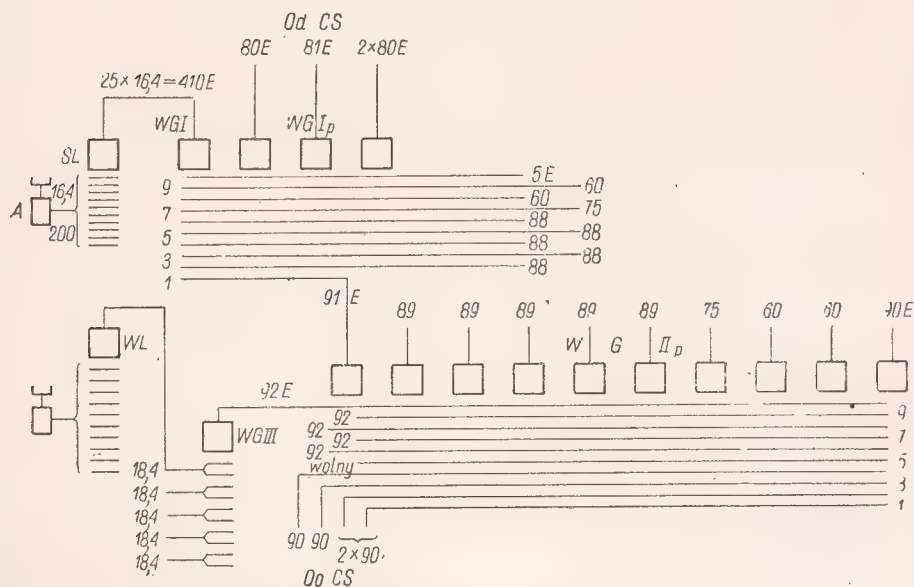 Od CS
80E 81E 2×80E
25×16,4=410E
WGI WGIp
SL
5E
9 60
16,4 60
A 7 75
88
200 5 88
88
3 88
88
1
91 E 89 89 89 89 89 75 60 60 90E
WL W G IIp
92E
92 9
92
WGIII 92 7
92
wolny 5
18,4
18,4 3
18,4 1
18,4
18,4
90 90 2×90
Do CS